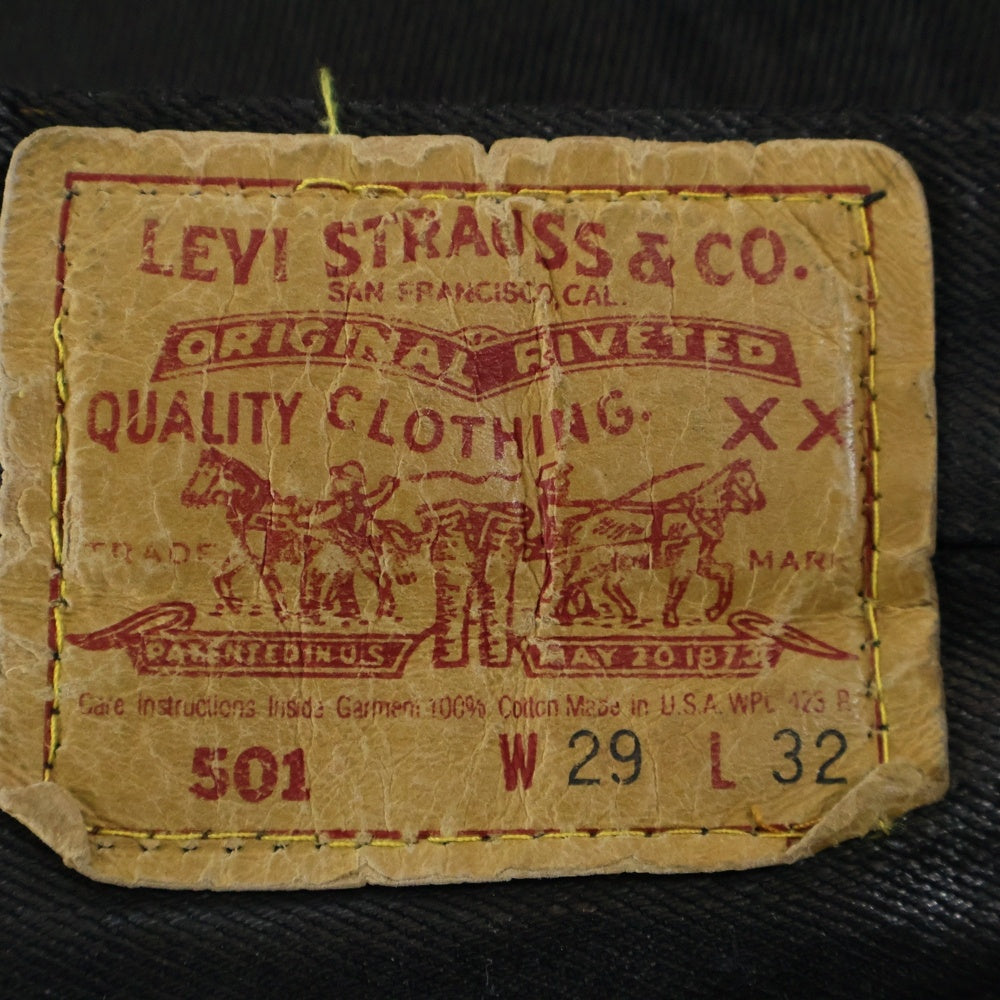 LEVI STRAUSS & CO.
SAN FRANCISCO, CAL.
ORIGINAL RIVETED
QUALITY CLOTHING. XX
TRADE MARK
PATENTED IN U.S. MAY 20 1873
Care Instructions Inside Garment 100% Cotton Made in U.S.A. WPL 423 B
501 W 29 L 32